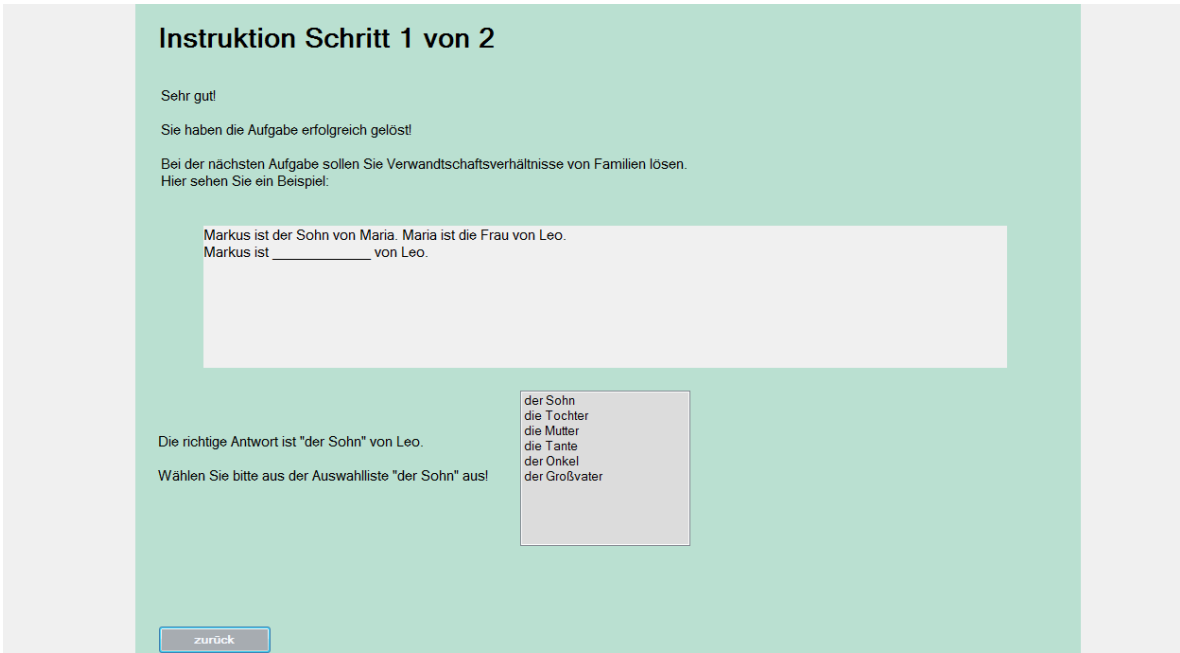 Instruktion Schritt 1 von 2
Sehr gut!
Sie haben die Aufgabe erfolgreich gelöst!
Bei der nächsten Aufgabe sollen Sie Verwandtschaftsverhältnisse von Familien lösen.
Hier sehen Sie ein Beispiel:
Markus ist der Sohn von Maria. Maria ist die Frau von Leo.
Markus ist _____________ von Leo.
Die richtige Antwort ist "der Sohn" von Leo.
Wählen Sie bitte aus der Auswahlliste "der Sohn" aus!
der Sohn
die Tochter
die Mutter
die Tante
der Onkel
der Großvater
zurück